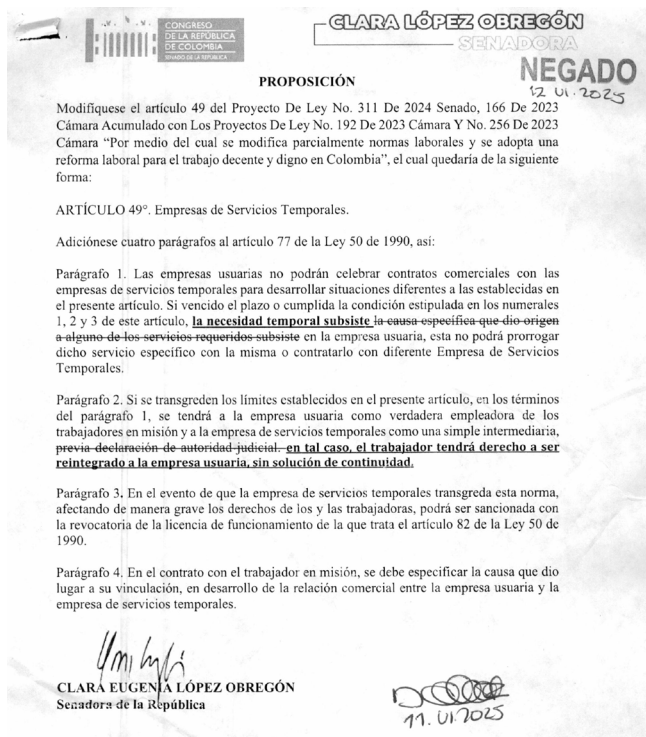 CONGRESO
DE LA REPÚBLICA
DE COLOMBIA
SENADO DE LA REPÚBLICA
CLARA LÓPEZ OBREGÓN
SENADORA
NEGADO
12 VI. 2025
PROPOSICIÓN
Modifíquese el artículo 49 del Proyecto De Ley No. 311 De 2024 Senado, 166 De 2023
Cámara Acumulado con Los Proyectos De Ley No. 192 De 2023 Cámara Y No. 256 De 2023
Cámara “Por medio del cual se modifica parcialmente normas laborales y se adopta una
reforma laboral para el trabajo decente y digno en Colombia”, el cual quedaría de la siguiente
forma:
ARTÍCULO 49°. Empresas de Servicios Temporales.
Adiciónese cuatro parágrafos al artículo 77 de la Ley 50 de 1990, así:
Parágrafo 1. Las empresas usuarias no podrán celebrar contratos comerciales con las
empresas de servicios temporales para desarrollar situaciones diferentes a las establecidas en
el presente artículo. Si vencido el plazo o cumplida la condición estipulada en los numerales
1, 2 y 3 de este artículo, la necesidad temporal subsiste la causa específica que dio origen
a alguno de los servicios requeridos subsiste en la empresa usuaria, esta no podrá prorrogar
dicho servicio específico con la misma o contratarlo con diferente Empresa de Servicios
Temporales.
Parágrafo 2. Si se transgreden los límites establecidos en el presente artículo, en los términos
del parágrafo 1, se tendrá a la empresa usuaria como verdadera empleadora de los
trabajadores en misión y a la empresa de servicios temporales como una simple intermediaria,
previa declaración de autoridad judicial. en tal caso, el trabajador tendrá derecho a ser
reintegrado a la empresa usuaria, sin solución de continuidad.
Parágrafo 3. En el evento de que la empresa de servicios temporales transgreda esta norma,
afectando de manera grave los derechos de los y las trabajadoras, podrá ser sancionada con
la revocatoria de la licencia de funcionamiento de la que trata el artículo 82 de la Ley 50 de
1990.
Parágrafo 4. En el contrato con el trabajador en misión, se debe especificar la causa que dio
lugar a su vinculación, en desarrollo de la relación comercial entre la empresa usuaria y la
empresa de servicios temporales.
CLARA EUGENIA LÓPEZ OBREGÓN
Senadora de la República
11. VI. 2025